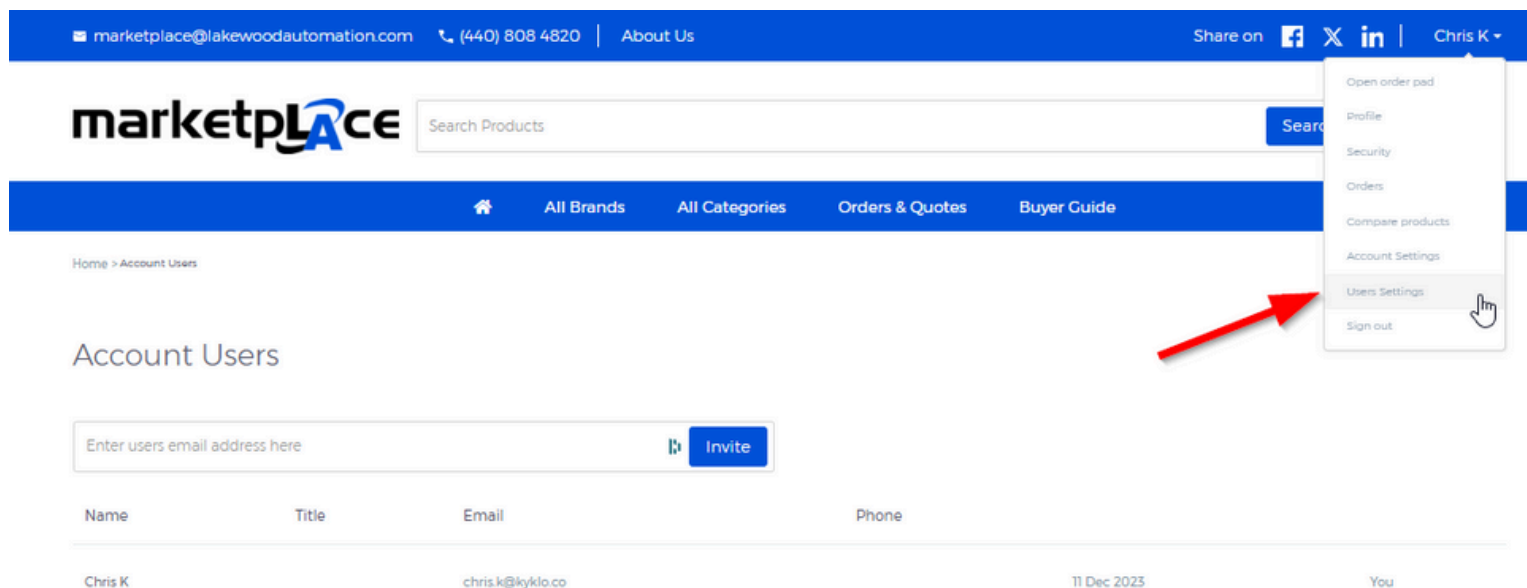 marketplace@lakewoodautomation.com (440) 808 4820 | About Us Share on Chris K
Open order pad
marketplace Search Products Search
Profile
Security
Orders
All Brands All Categories Orders & Quotes Buyer Guide
Compare products
Home > Account Users
Account Settings
Users Settings
Sign out
Account Users
Enter users email address here Invite
Name Title Email Phone
Chris K chris.k@kyklo.co 11 Dec 2023 You